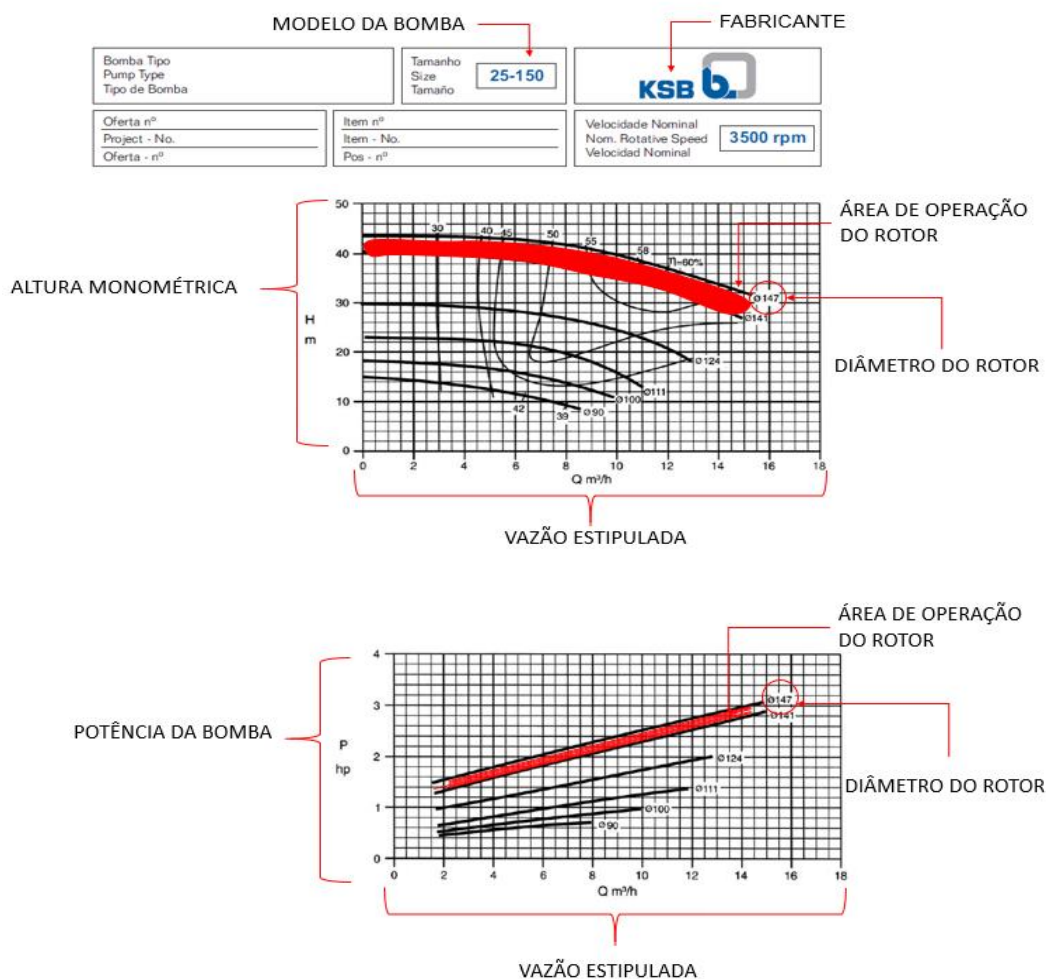 MODELO DA BOMBA
FABRICANTE
Bomba Tipo
Pump Type
Tipo de Bomba
Tamanho
Size
Tamaño
25-150
KSB b.
Oferta nº
Project - No.
Oferta - nº
Item nº
Item - No.
Pos - nº
Velocidade Nominal
Nom. Rotative Speed
Velocidad Nominal
3500 rpm
ÁREA DE OPERAÇÃO
DO ROTOR
ALTURA MONOMÉTRICA
H
m
50
40
30
20
10
0
30 40 45 50 55 58 η=60%
Ø147
Ø141
Ø124
Ø111
Ø100
Ø90
42 39
DIÂMETRO DO ROTOR
0 2 4 6 8 10 12 14 16 18
Q m³/h
VAZÃO ESTIPULADA
ÁREA DE OPERAÇÃO
DO ROTOR
POTÊNCIA DA BOMBA
P
hp
4
3
2
1
0
Ø147
Ø141
Ø124
Ø111
Ø100
Ø90
DIÂMETRO DO ROTOR
0 2 4 6 8 10 12 14 16 18
Q m³/h
VAZÃO ESTIPULADA